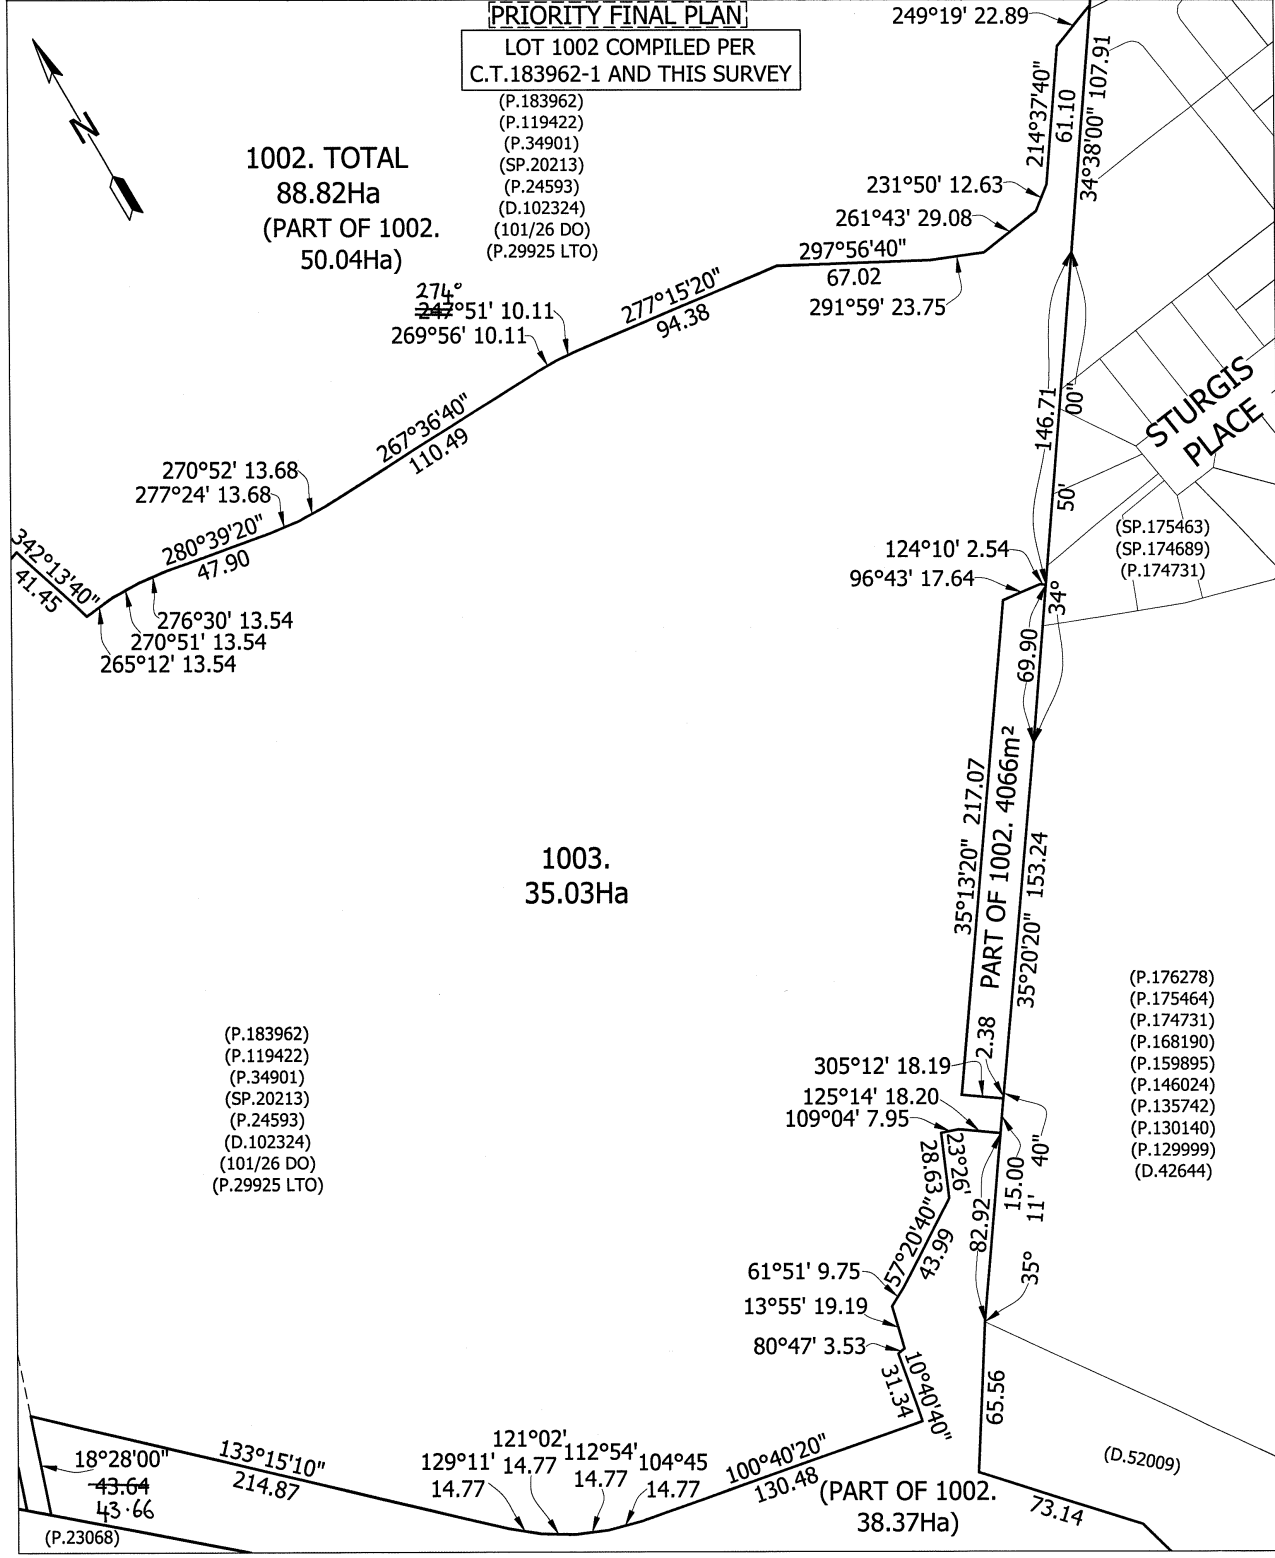 PRIORITY FINAL PLAN
LOT 1002 COMPILED PER
C.T.183962-1 AND THIS SURVEY
(P.183962)
(P.119422)
(P.34901)
(SP.20213)
(P.24593)
(D.102324)
(101/26 DO)
(P.29925 LTO)
N
1002. TOTAL
88.82Ha
(PART OF 1002.
50.04Ha)
249°19' 22.89
214°37'40"
61.10
34°38'00" 107.91
231°50' 12.63
261°43' 29.08
297°56'40"
67.02
291°59' 23.75
277°15'20"
94.38
274°
247°51' 10.11
269°56' 10.11
267°36'40"
110.49
270°52' 13.68
277°24' 13.68
280°39'20"
47.90
342°13'40"
41.45
276°30' 13.54
270°51' 13.54
265°12' 13.54
146.71
34° 50' 00"
STURGIS
PLACE
(SP.175463)
(SP.174689)
(P.174731)
124°10' 2.54
96°43' 17.64
69.90
35°13'20" 217.07
PART OF 1002. 4066m²
35°20'20" 153.24
1003.
35.03Ha
(P.176278)
(P.175464)
(P.174731)
(P.168190)
(P.159895)
(P.146024)
(P.135742)
(P.130140)
(P.129999)
(D.42644)
(P.183962)
(P.119422)
(P.34901)
(SP.20213)
(P.24593)
(D.102324)
(101/26 DO)
(P.29925 LTO)
2.38
305°12' 18.19
125°14' 18.20
109°04' 7.95
23°26'
28.63
15.00
35° 11' 40"
82.92
57°20'40"
43.99
61°51' 9.75
13°55' 19.19
80°47' 3.53
10°40'40"
31.34
65.56
(D.52009)
73.14
(PART OF 1002.
38.37Ha)
100°40'20"
130.48
104°45
14.77
112°54'
14.77
121°02'
14.77
129°11'
14.77
133°15'10"
214.87
18°28'00"
43.64
43.66
(P.23068)